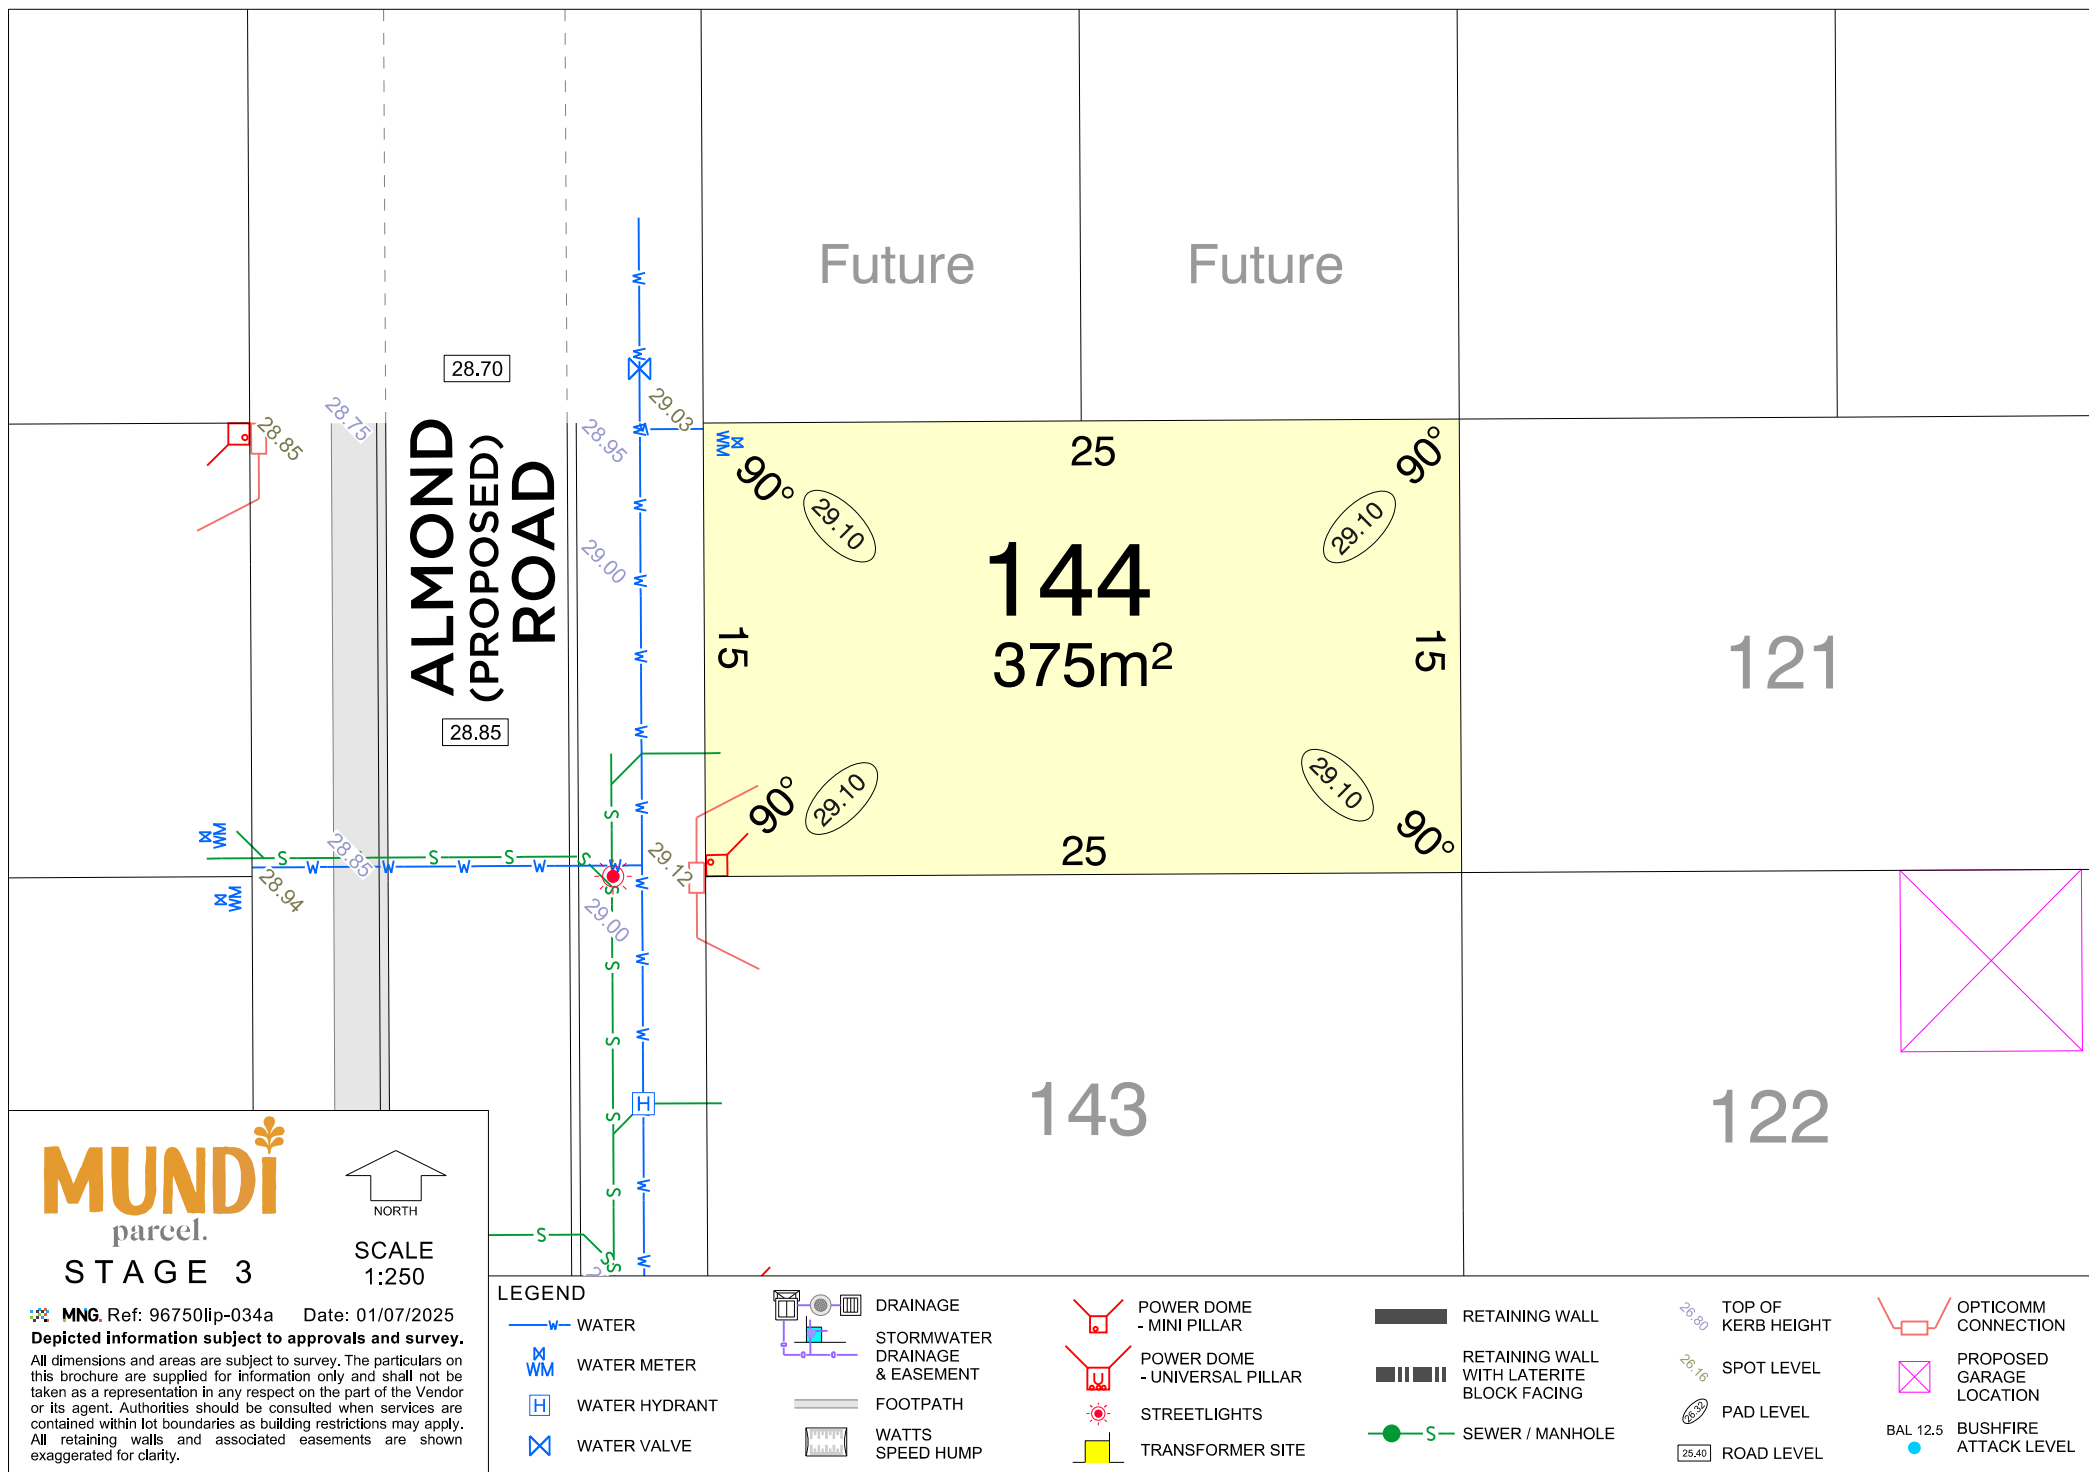 Future
Future
28.70
29.03
28.75
28.95
28.85
ALMOND
(PROPOSED)
ROAD
WM
90°
25
90°
29.10
29.10
29.00
144
375m²
15
15
121
28.85
29.10
29.10
90°
90°
25
WM
28.85
29.12
WM
28.94
29.00
H
143
122
MUNDi
parcel.
STAGE 3
NORTH
SCALE
1:250
MNG. Ref: 96750lip-034a Date: 01/07/2025
Depicted information subject to approvals and survey.
All dimensions and areas are subject to survey. The particulars on
this brochure are supplied for information only and shall not be
taken as a representation in any respect on the part of the Vendor
or its agent. Authorities should be consulted when services are
contained within lot boundaries as building restrictions may apply.
All retaining walls and associated easements are shown
exaggerated for clarity.
LEGEND
W WATER
WM WATER METER
H WATER HYDRANT
WATER VALVE
DRAINAGE
STORMWATER
DRAINAGE
& EASEMENT
FOOTPATH
WATTS
SPEED HUMP
POWER DOME
- MINI PILLAR
POWER DOME
- UNIVERSAL PILLAR
STREETLIGHTS
TRANSFORMER SITE
RETAINING WALL
RETAINING WALL
WITH LATERITE
BLOCK FACING
S SEWER / MANHOLE
26.80 TOP OF
KERB HEIGHT
26.16 SPOT LEVEL
26.32 PAD LEVEL
25.40 ROAD LEVEL
OPTICOMM
CONNECTION
PROPOSED
GARAGE
LOCATION
BAL 12.5 BUSHFIRE
ATTACK LEVEL